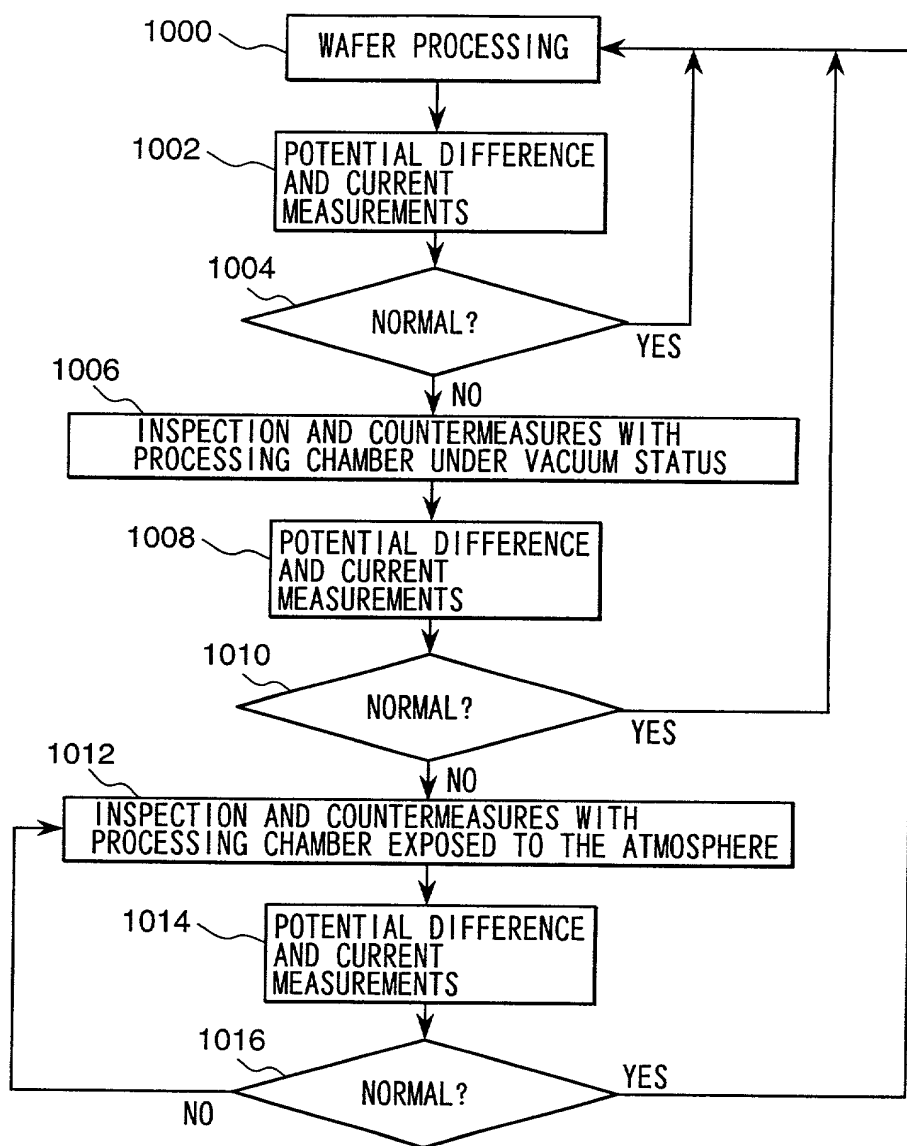 1000
WAFER PROCESSING
1002
POTENTIAL DIFFERENCE
AND CURRENT
MEASUREMENTS
1004
NORMAL?
YES
NO
1006
INSPECTION AND COUNTERMEASURES WITH
PROCESSING CHAMBER UNDER VACUUM STATUS
1008
POTENTIAL DIFFERENCE
AND CURRENT
MEASUREMENTS
1010
NORMAL?
YES
NO
1012
INSPECTION AND COUNTERMEASURES WITH
PROCESSING CHAMBER EXPOSED TO THE ATMOSPHERE
1014
POTENTIAL DIFFERENCE
AND CURRENT
MEASUREMENTS
1016
NORMAL?
YES
NO